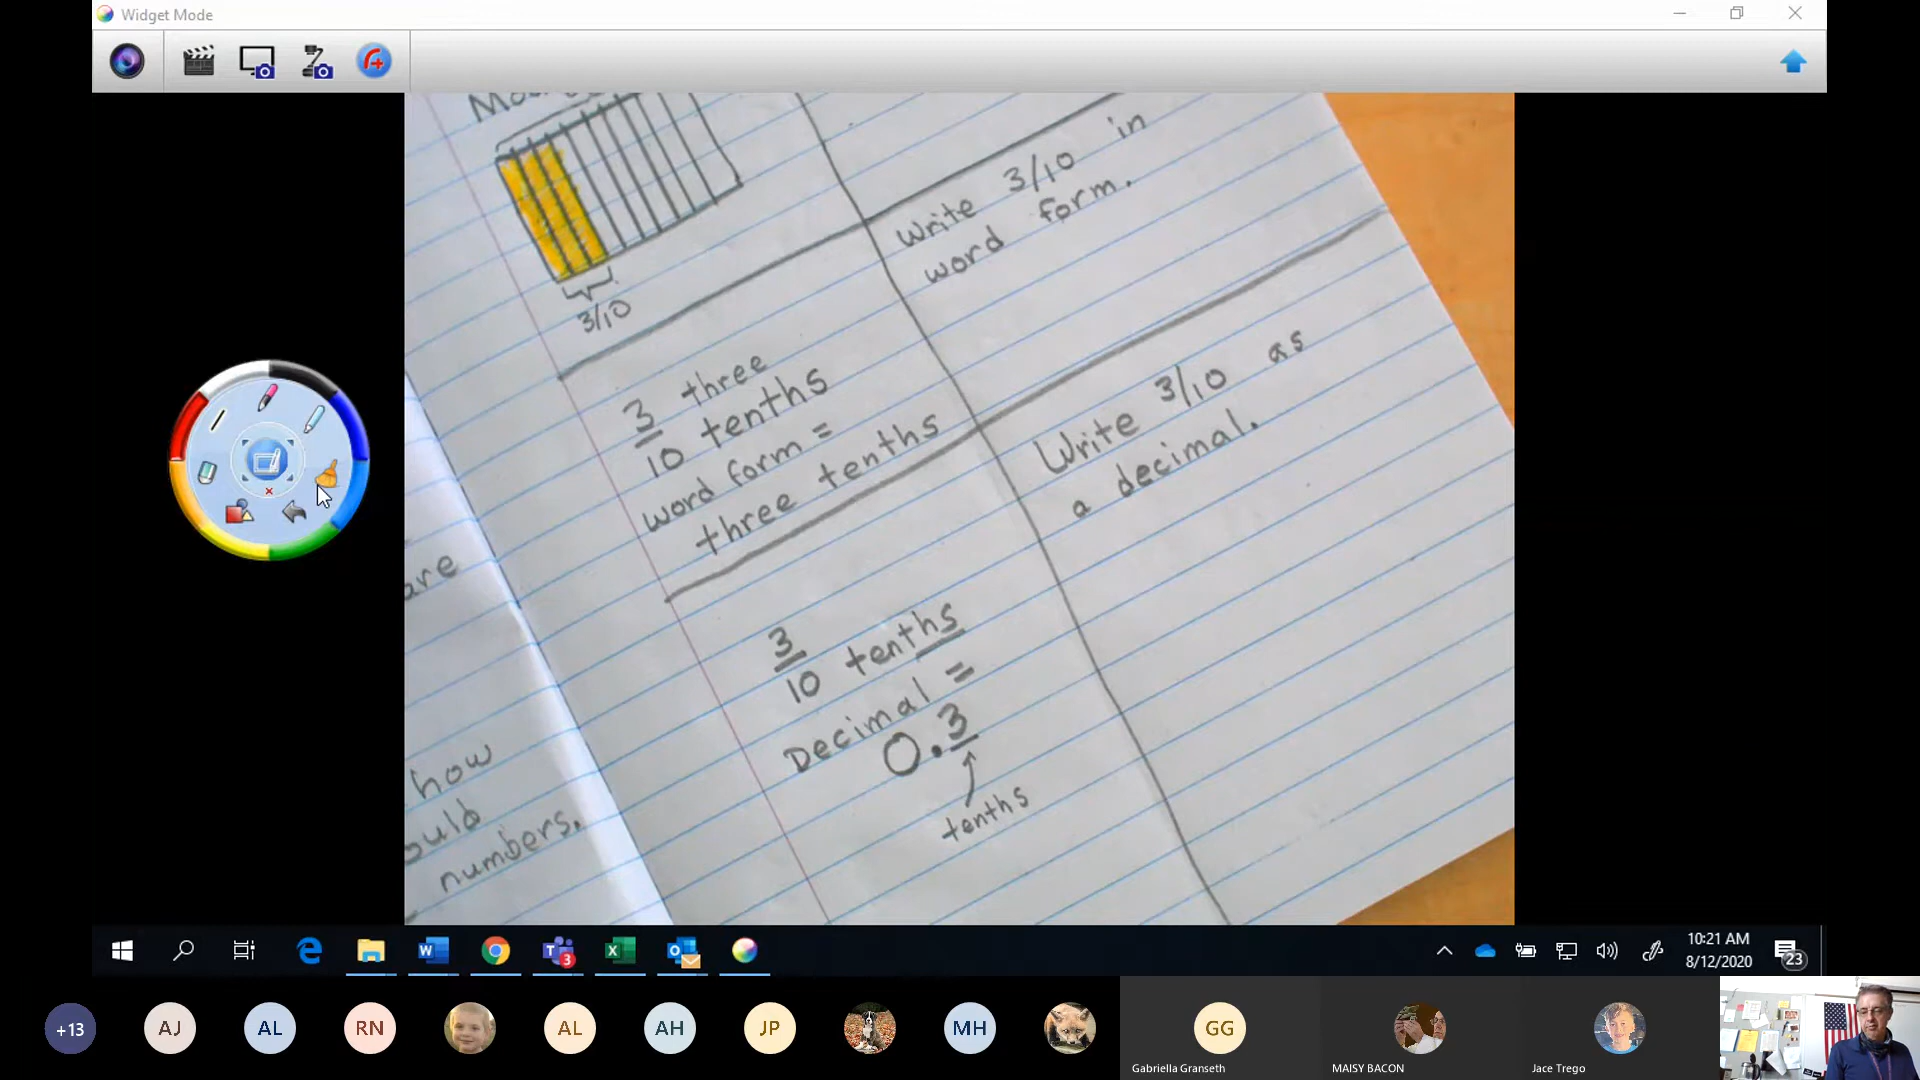 Widget Mode
3/10
Write 3/10 in
word form.
3 three
10 tenths
word form =
three tenths
Write 3/10 as
a decimal.
3
10 tenths
Decimal =
0.3
tenths
are
how
numbers.
10:21 AM
8/12/2020
3
23
+13
AJ
AL
RN
AL
AH
JP
MH
GG
Gabriella Granseth
MAISY BACON
Jace Trego